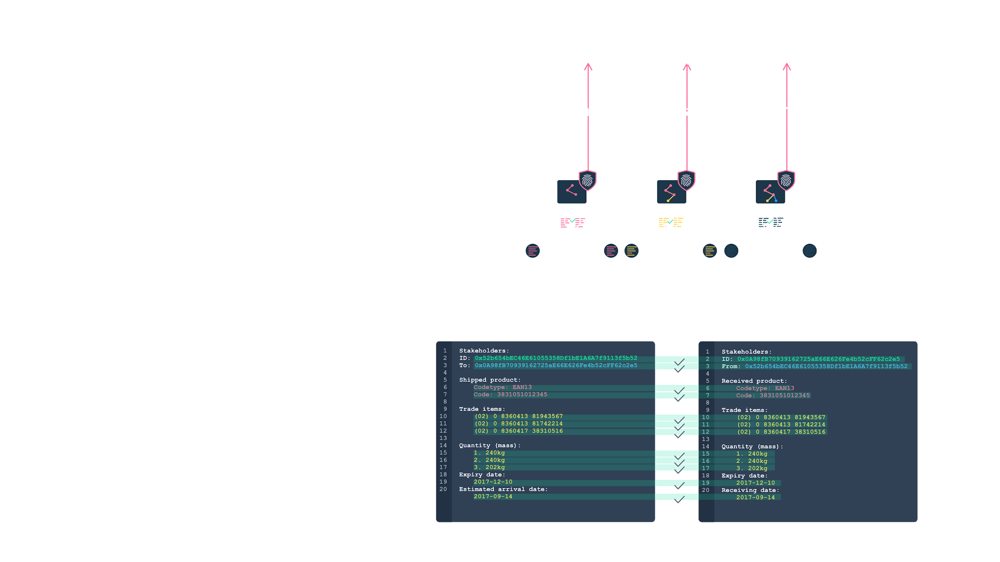 1
2
3
4
5
6
7
8
9
10
11
12
13
14
15
16
17
18
19
20
Stakeholders:
ID: 0x52b654bEC46E61055358Df1bE1A6A7f9113f5b52
To: 0x0A98fB70939162725aE66E626Fe4b52cFF62c2e5
Shipped product:
Codetype: EAN13
Code: 3831051012345
Trade items:
(02) 0 8360413 81943567
(02) 0 8360413 81742214
(02) 0 8360417 38310516
Quantity (mass):
1. 240kg
2. 240kg
3. 202kg
Expiry date:
2017-12-10
Estimated arrival date:
2017-09-14
1
2
3
4
5
6
7
8
9
10
11
12
13
14
15
16
17
18
19
20
Stakeholders:
ID: 0x0A98fB70939162725aE66E626Fe4b52cFF62c2e5
From: 0x52b654bEC46E61055358Df1bE1A6A7f9113f5b52
Received product:
Codetype: EAN13
Code: 3831051012345
Trade items:
(02) 0 8360413 81943567
(02) 0 8360413 81742214
(02) 0 8360417 38310516
Quantity (mass):
1. 240kg
2. 240kg
3. 202kg
Expiry date:
2017-12-10
Receiving date:
2017-09-14